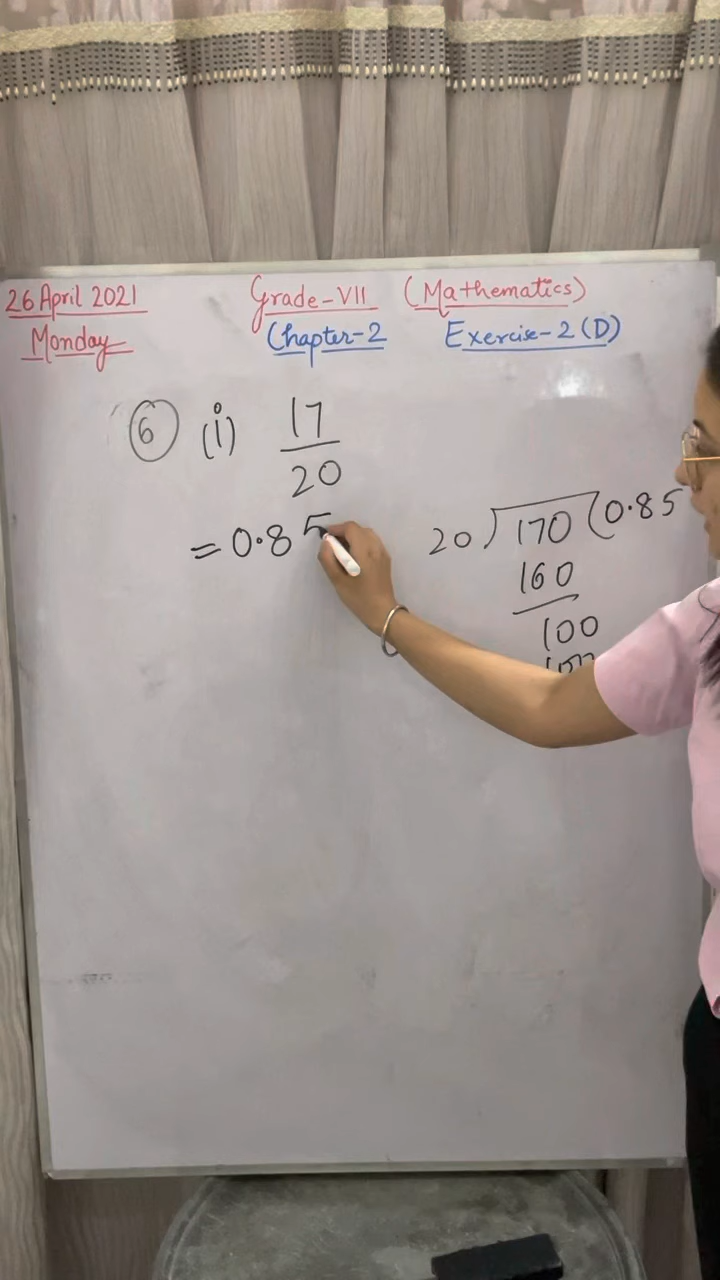 26 April 2021 Grade-VII (Mathematics)
Monday Chapter-2 Exercise-2 (D)
6 (i) 17
20
= 0.85
20) 170 (0.85
160
100
100